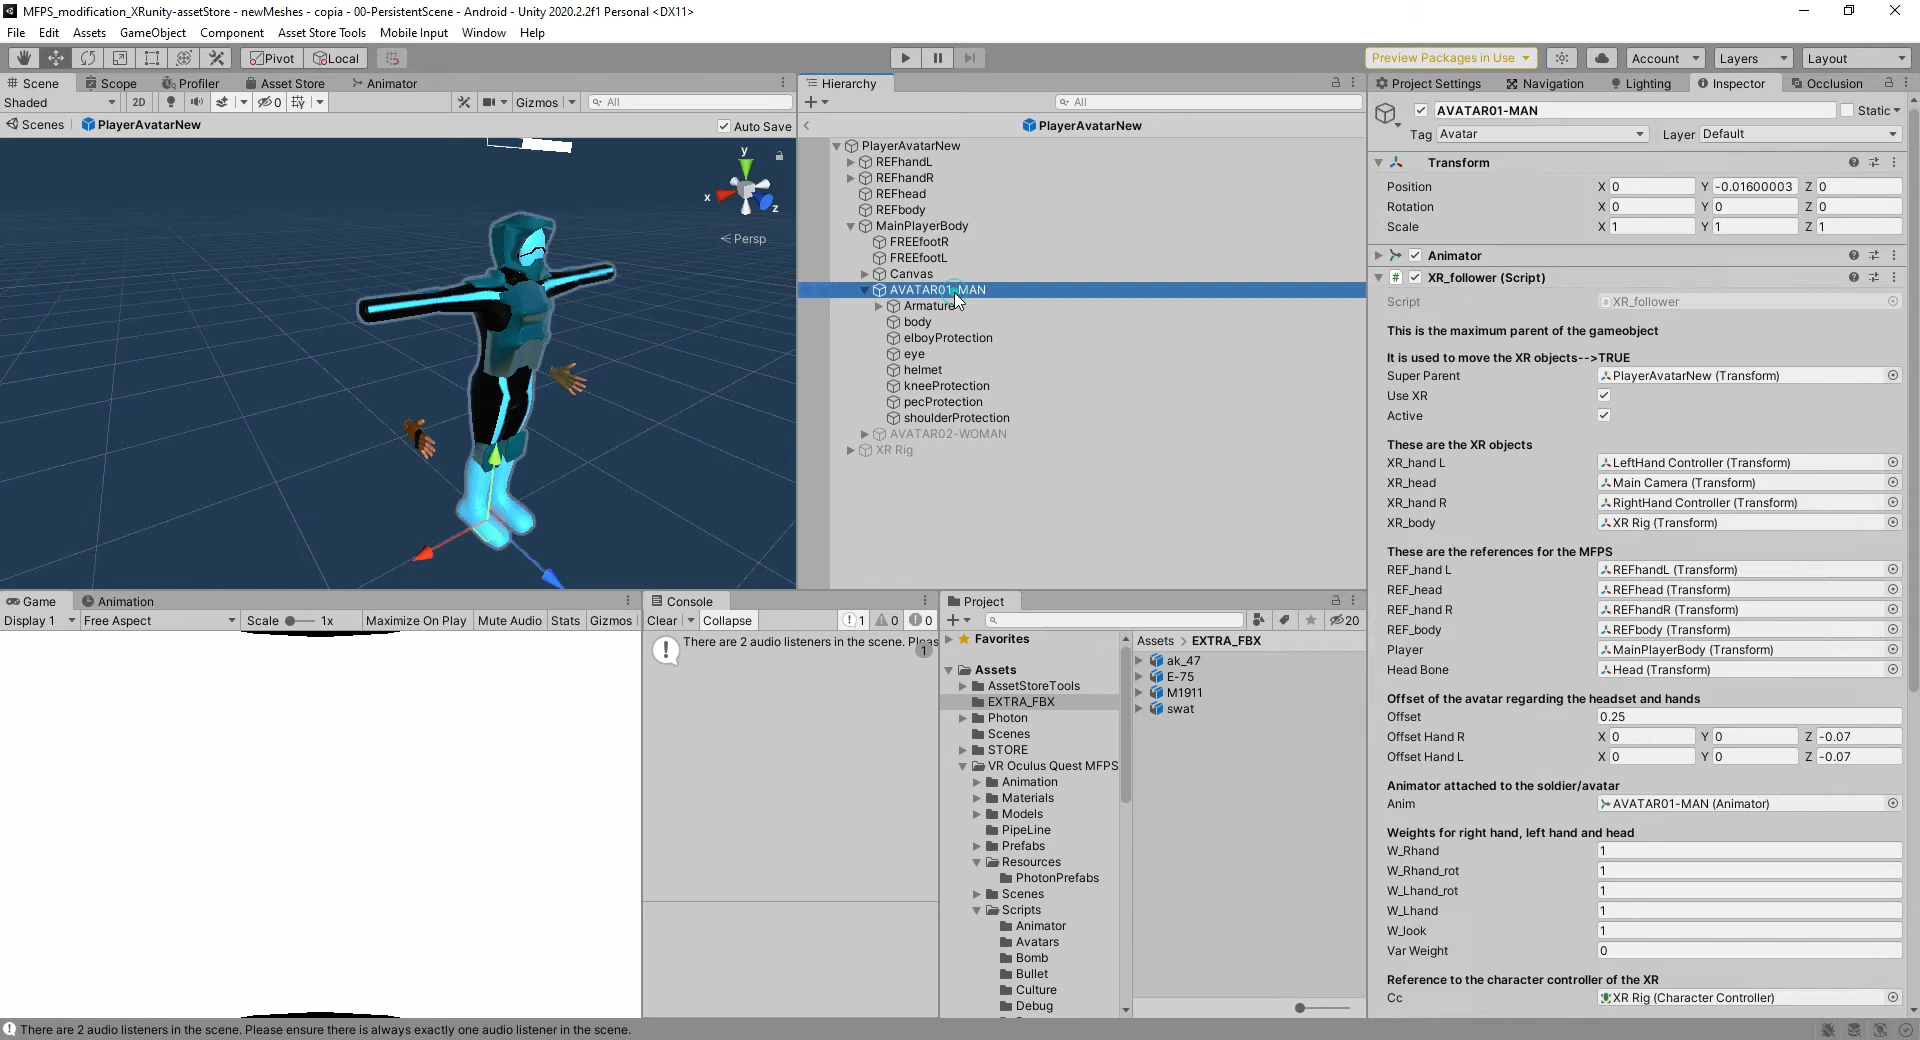 MFPS_modification_XRunity-assetStore - newMeshes - copia - 00-PersistentScene - Android - Unity 2020.2.2f1 Personal <DX11>
File Edit Assets GameObject Component Asset Store Tools Mobile Input Window Help
Pivot Local Preview Packages in Use Account Layers Layout
Scene Scope Profiler Asset Store Animator
Shaded 2D 0 Gizmos All
Scenes PlayerAvatarNew Auto Save
y
x
z
Persp
Hierarchy
All
PlayerAvatarNew
PlayerAvatarNew
REFhandL
REFhandR
REFhead
REFbody
MainPlayerBody
FREEfootR
FREEfootL
Canvas
AVATAR01-MAN
Armature
body
elboyProtection
eye
helmet
kneeProtection
pecProtection
shoulderProtection
AVATAR02-WOMAN
XR Rig
Project Settings Navigation Lighting Inspector Occlusion
AVATAR01-MAN Static
Tag Avatar Layer Default
Transform
Position X 0 Y -0.01600003 Z 0
Rotation X 0 Y 0 Z 0
Scale X 1 Y 1 Z 1
Animator
# XR_follower (Script)
Script XR_follower
This is the maximum parent of the gameobject
It is used to move the XR objects-->TRUE
Super Parent PlayerAvatarNew (Transform)
Use XR
Active
These are the XR objects
XR_hand L LeftHand Controller (Transform)
XR_head Main Camera (Transform)
XR_hand R RightHand Controller (Transform)
XR_body XR Rig (Transform)
These are the references for the MFPS
REF_hand L REFhandL (Transform)
REF_head REFhead (Transform)
REF_hand R REFhandR (Transform)
REF_body REFbody (Transform)
Player MainPlayerBody (Transform)
Head Bone Head (Transform)
Offset of the avatar regarding the headset and hands
Offset 0.25
Offset Hand R X 0 Y 0 Z -0.07
Offset Hand L X 0 Y 0 Z -0.07
Animator attached to the soldier/avatar
Anim AVATAR01-MAN (Animator)
Weights for right hand, left hand and head
W_Rhand 1
W_Rhand_rot 1
W_Lhand_rot 1
W_Lhand 1
W_look 1
Var Weight 0
Reference to the character controller of the XR
Cc XR Rig (Character Controller)
Game Animation
Display 1 Free Aspect Scale 1x Maximize On Play Mute Audio Stats Gizmos
Console
Clear Collapse 1 0 0
There are 2 audio listeners in the scene. Pleas
1
Project
20
Favorites
Assets
AssetStoreTools
EXTRA_FBX
Photon
Scenes
STORE
VR Oculus Quest MFPS
Animation
Materials
Models
PipeLine
Prefabs
Resources
PhotonPrefabs
Scenes
Scripts
Animator
Avatars
Bomb
Bullet
Culture
Debug
Assets > EXTRA_FBX
ak_47
E-75
M1911
swat
There are 2 audio listeners in the scene. Please ensure there is always exactly one audio listener in the scene.